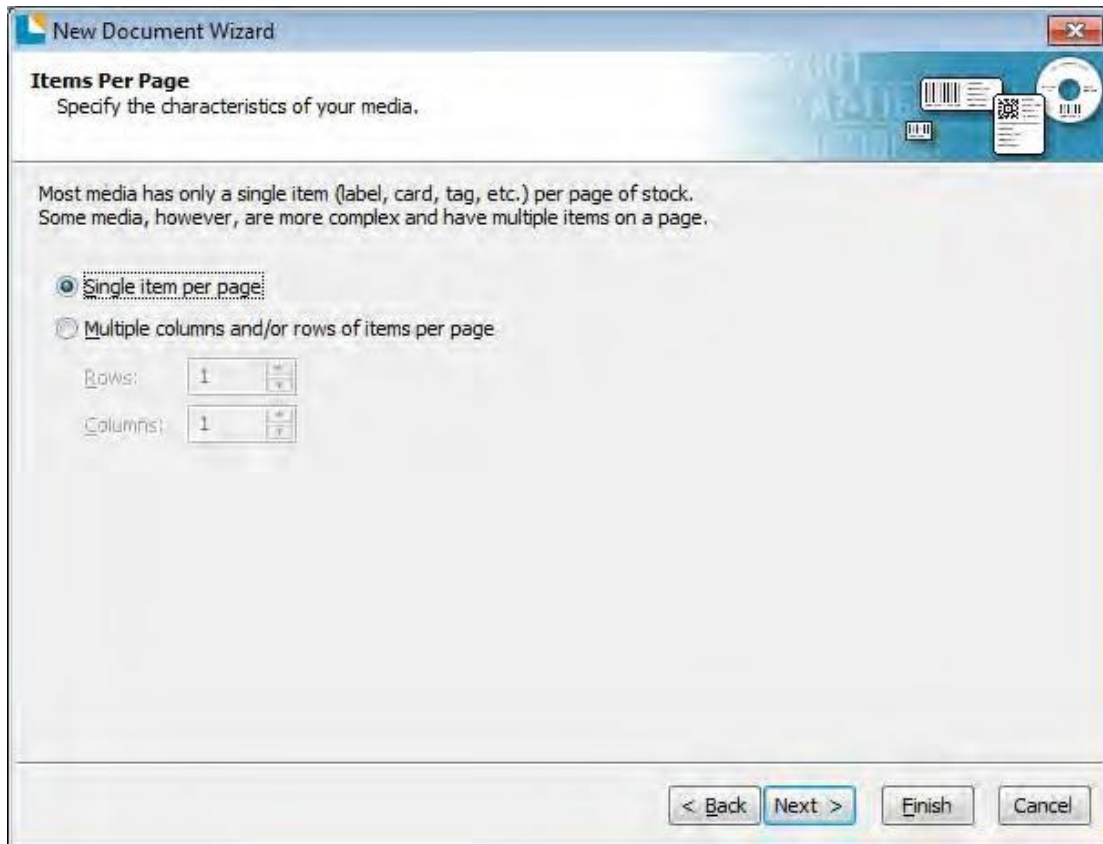 New Document Wizard
Items Per Page
Specify the characteristics of your media.
Most media has only a single item (label, card, tag, etc.) per page of stock.
Some media, however, are more complex and have multiple items on a page.
Single item per page
Multiple columns and/or rows of items per page
Rows: 1
Columns: 1
< Back Next > Finish Cancel